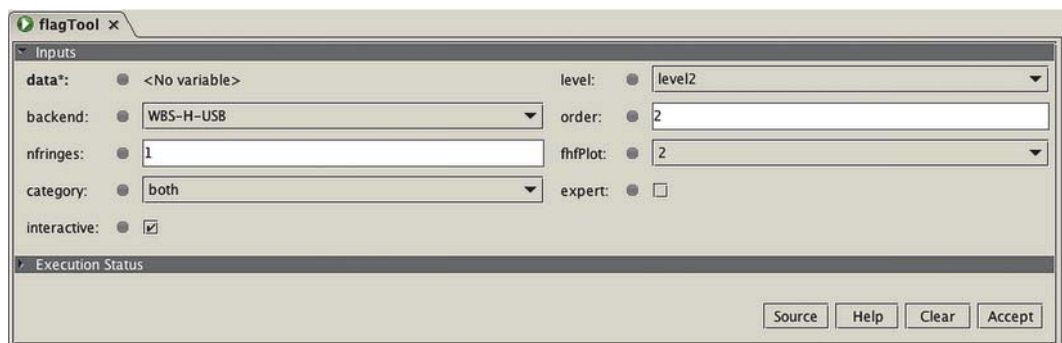 flagTool ×
Inputs
data*: <No variable> level: level2
backend: WBS-H-USB order: 2
nfringes: 1 fhfPlot: 2
category: both expert:
interactive:
Execution Status
Source Help Clear Accept